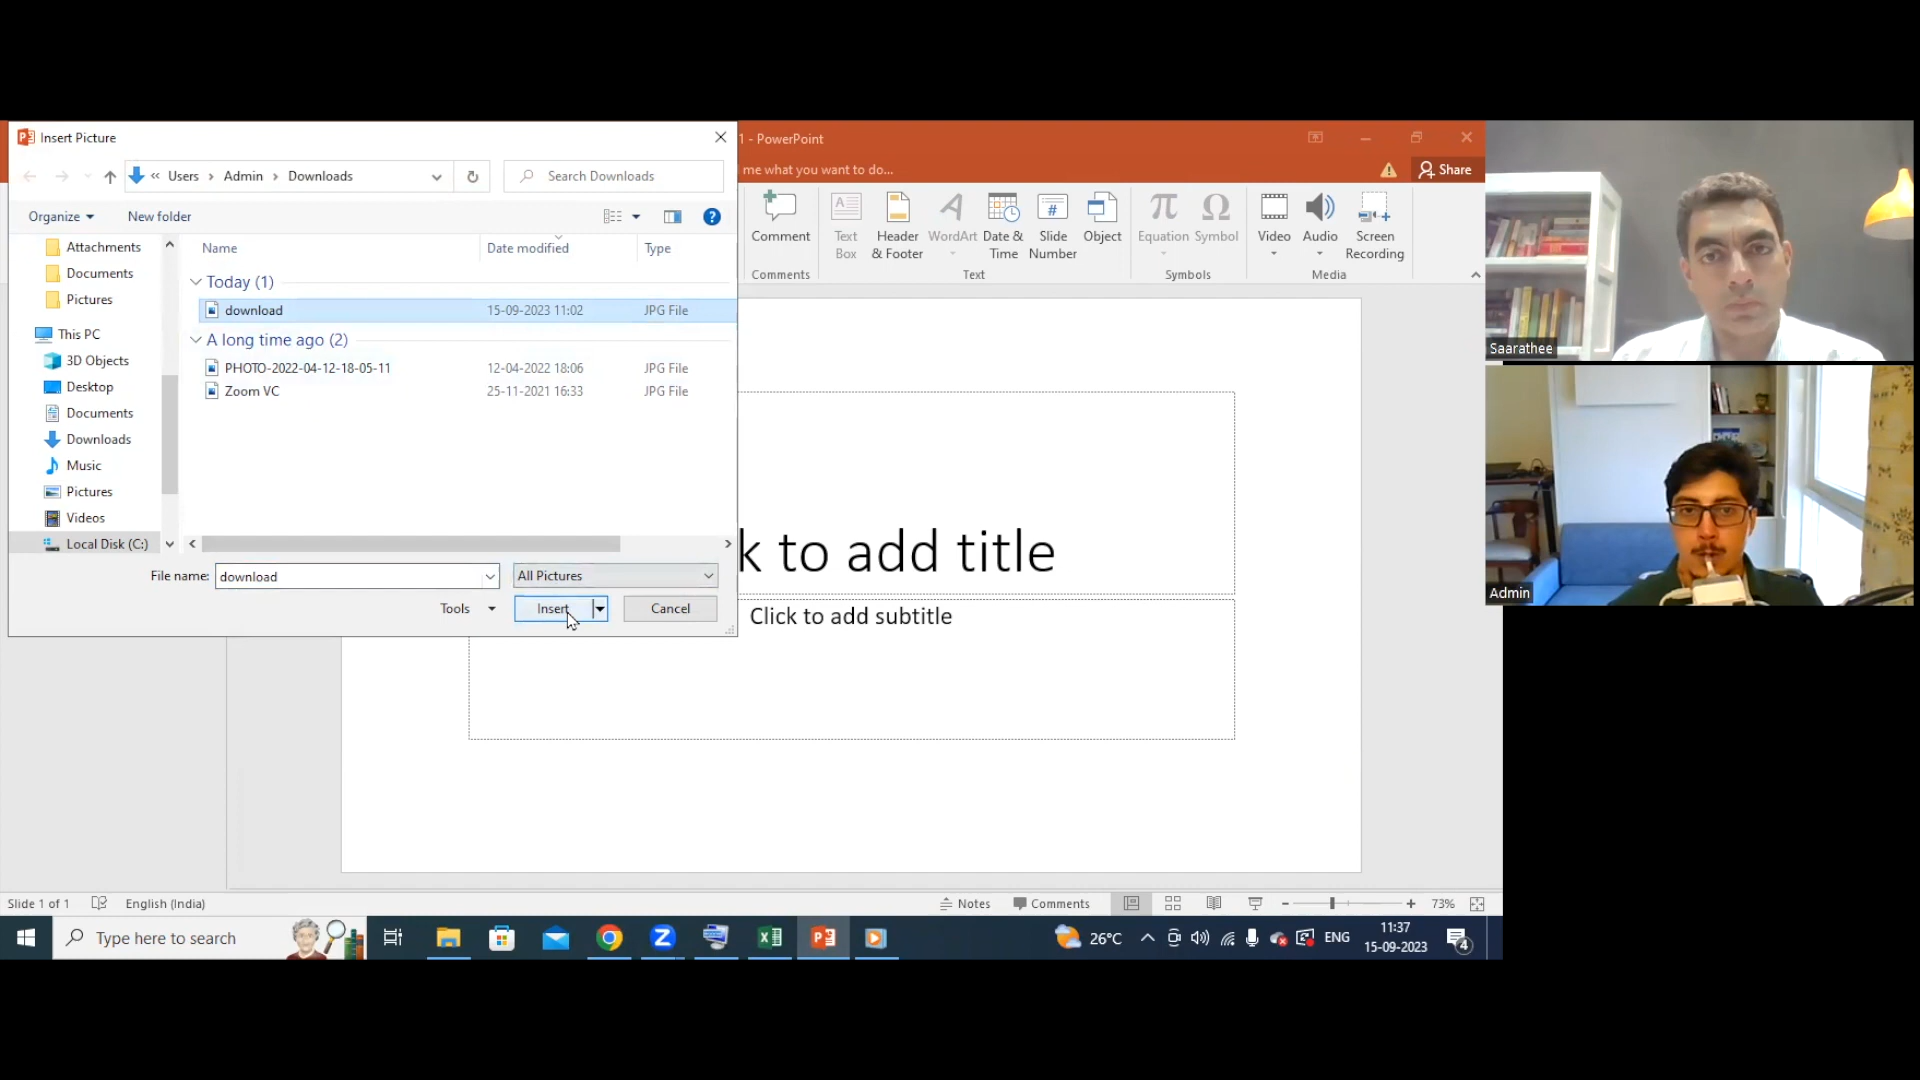 Insert Picture
1 - PowerPoint
« Users › Admin › Downloads
Search Downloads
me what you want to do...
Share
Organize
New folder
Attachments
Documents
Pictures
This PC
3D Objects
Desktop
Documents
Downloads
Music
Pictures
Videos
Local Disk (C:)
Name Date modified Type
Today (1)
download 15-09-2023 11:02 JPG File
A long time ago (2)
PHOTO-2022-04-12-18-05-11 12-04-2022 18:06 JPG File
Zoom VC 25-11-2021 16:33 JPG File
File name: download All Pictures
Tools Insert Cancel
Comment
Text Box
Header & Footer
WordArt
Date & Time
Slide Number
Object
Equation
Symbol
Video
Audio
Screen Recording
Comments Text Symbols Media
k to add title
Click to add subtitle
Saarathee
Admin
Slide 1 of 1 English (India) Notes Comments 73%
Type here to search
26°C ENG 11:37
15-09-2023
4